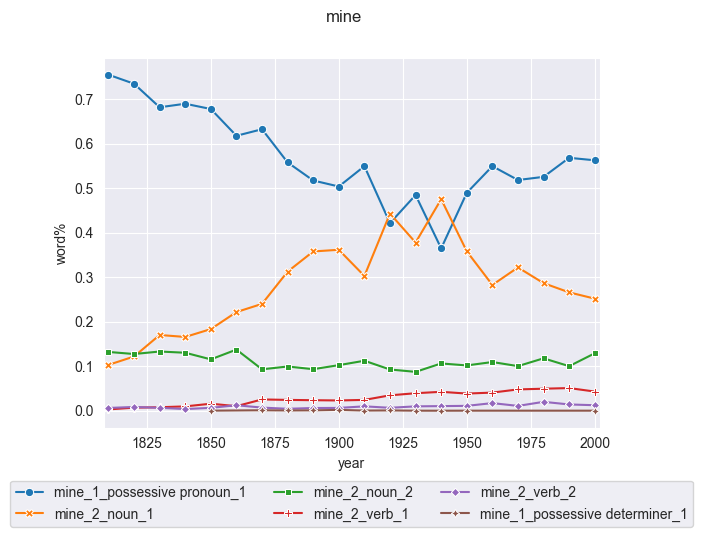 mine
0.7
0.6
0.5
0.4
0.3
0.2
0.1
0.0
word%
1825 1850 1875 1900 1925 1950 1975 2000
year
mine_1_possessive pronoun_1 mine_2_noun_2 mine_2_verb_2
mine_2_noun_1 mine_2_verb_1 mine_1_possessive determiner_1